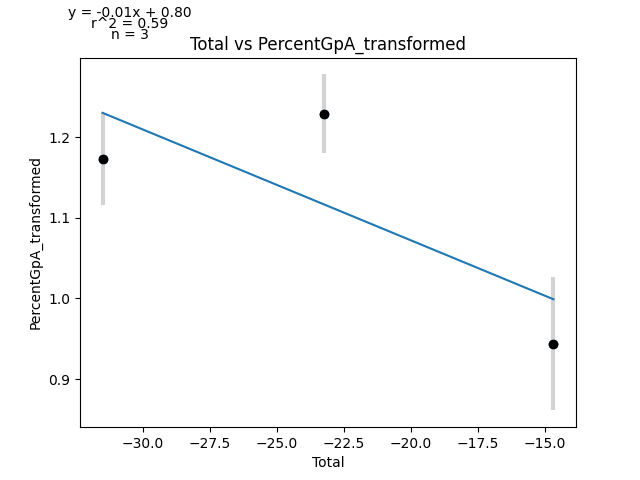 y = -0.01x + 0.80
r^2 = 0.59
n = 3
Total vs PercentGpA_transformed
PercentGpA_transformed
1.2
1.1
1.0
0.9
−30.0 −27.5 −25.0 −22.5 −20.0 −17.5 −15.0
Total